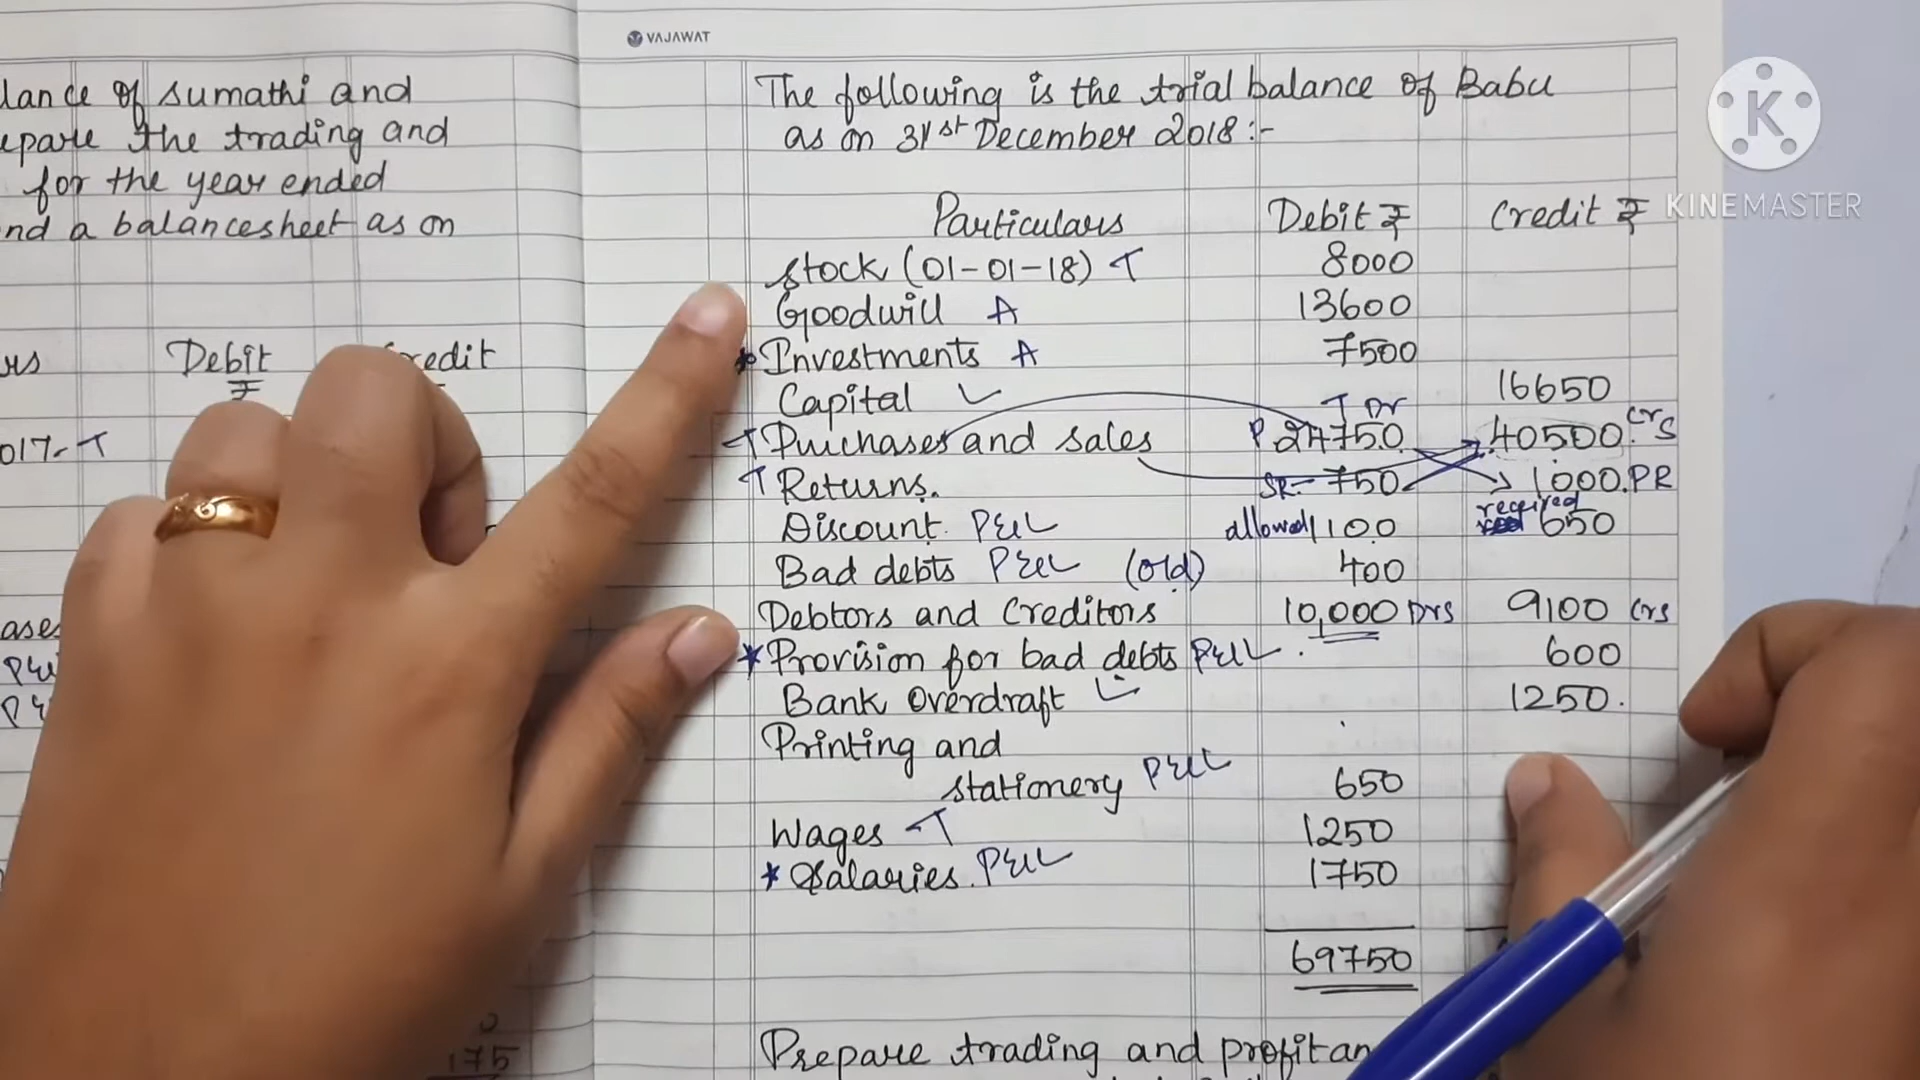 VAJAWAT
lance of sumathi and
epare the trading and
for the year ended
nd a balancesheet as on
Debit
₹
017-T
175
The following is the trial balance of Babu
as on 31st December 2018:-
Particulars Debit ₹ Credit ₹
Stock (01-01-18) T 8000
Goodwill A 13600
* Investments A 7500
Capital L 16650
T Dr
T Purchases and sales P 24750 40500 Crs S
T Returns. SR- 750 1000 PR
Discount P&L allowed 1100 received 650
Bad debts P&L (old) 400
Debtors and Creditors 10,000 Drs 9100 Crs
* Provision for bad debts P&L 600
Bank Overdraft L 1250.
Printing and
stationery P&L 650
Wages T 1250
* Salaries. P&L 1750
69750
Prepare trading and profit an
KINEMASTER